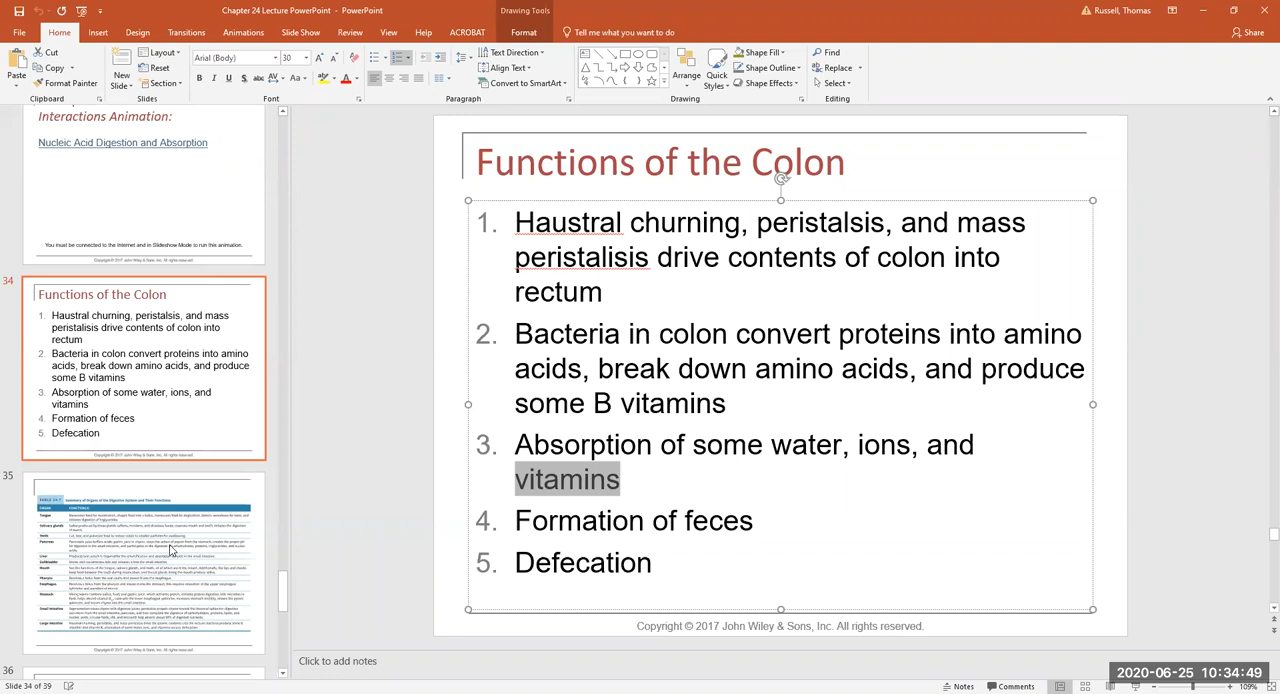 Chapter 24 Lecture PowerPoint - PowerPoint
Drawing Tools
Russell, Thomas
File Home Insert Design Transitions Animations Slide Show Review View Help ACROBAT Format Tell me what you want to do
Share
Paste
Cut
Copy
Format Painter
Clipboard
New
Slide
Layout
Reset
Section
Slides
Arial (Body) 30
B I U S abc AV Aa
Font
Text Direction
Align Text
Convert to SmartArt
Paragraph
Arrange
Quick
Styles
Shape Fill
Shape Outline
Shape Effects
Drawing
Find
Replace
Select
Editing
Interactions Animation:
Nucleic Acid Digestion and Absorption
You must be connected to the Internet and in Slideshow Mode to run this animation.
34
Functions of the Colon
1. Haustral churning, peristalsis, and mass
peristalisis drive contents of colon into
rectum
2. Bacteria in colon convert proteins into amino
acids, break down amino acids, and produce
some B vitamins
3. Absorption of some water, ions, and
vitamins
4. Formation of feces
5. Defecation
35
36
Functions of the Colon
1. Haustral churning, peristalsis, and mass
peristalisis drive contents of colon into
rectum
2. Bacteria in colon convert proteins into amino
acids, break down amino acids, and produce
some B vitamins
3. Absorption of some water, ions, and
vitamins
4. Formation of feces
5. Defecation
Copyright © 2017 John Wiley & Sons, Inc. All rights reserved.
Click to add notes
2020-06-25 10:34:49
Slide 34 of 39
Notes Comments
109%